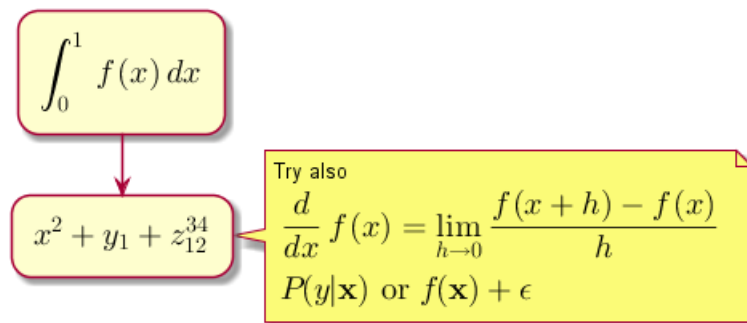 ∫₀¹ f(x) dx
x² + y₁ + z₁₂³⁴
Try also
d/dx f(x) = lim_{h→0} (f(x + h) − f(x))/h
P(y|𝐱) or f(𝐱) + ϵ